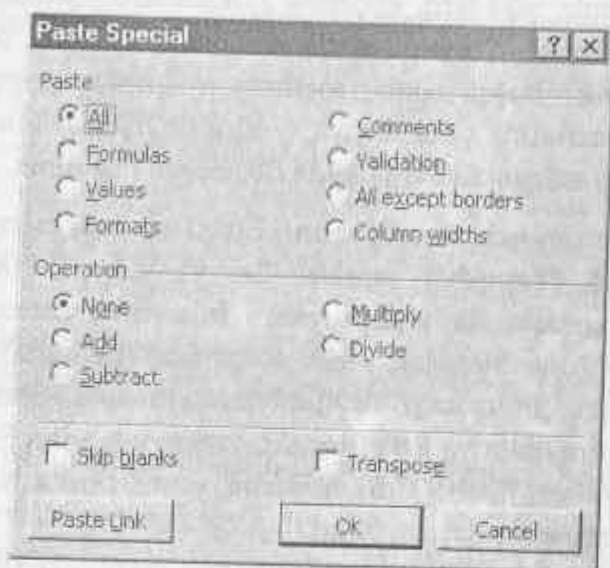 Paste Special
Paste
All
Formulas
Values
Formats
Comments
Validation
All except borders
Column widths
Operation
None
Add
Subtract
Multiply
Divide
Skip blanks
Transpose
Paste Link
OK
Cancel